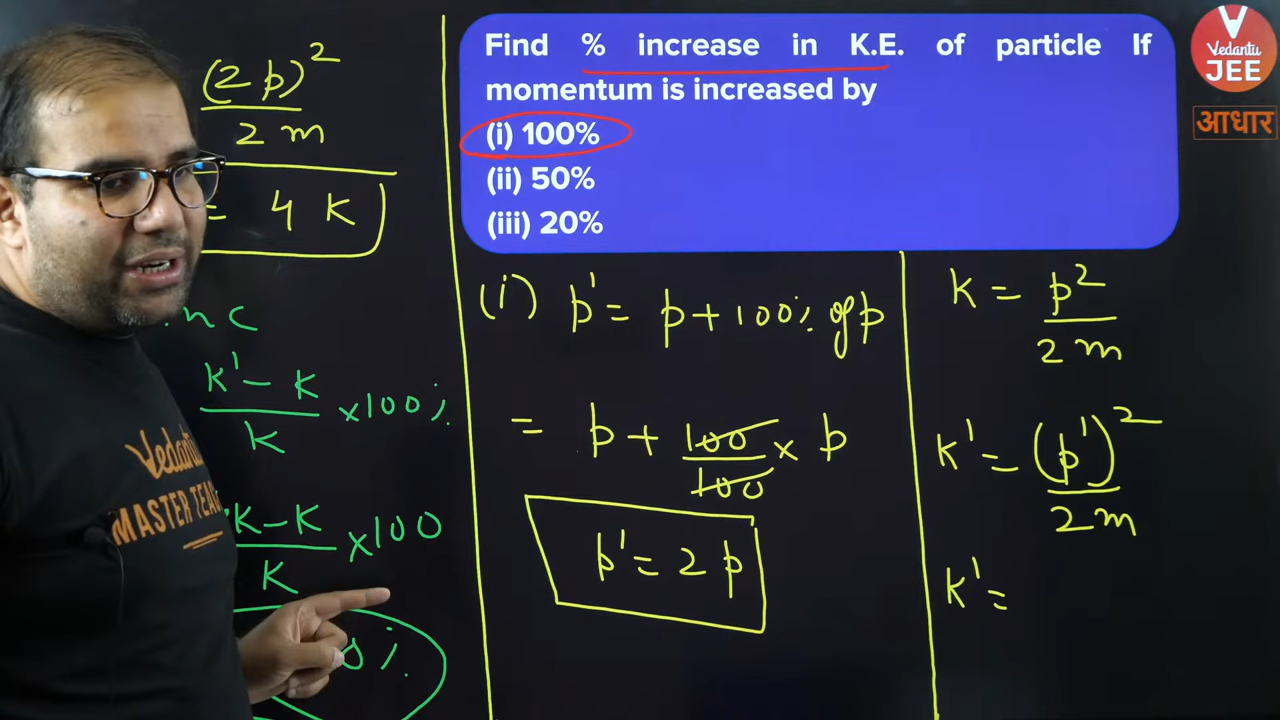 Find % increase in K.E. of particle If
momentum is increased by
(i) 100%
(ii) 50%
(iii) 20%
Vedantu
JEE
आधार
(2p)²
2m
= 4K
K' - K
K
×100%
K-K
K
×100
0%
(i) p' = p + 100% of p
= p + 100/100 × p
p' = 2p
K = p²/2m
K' = (p')²/2m
K' =
Vedantu
MASTER